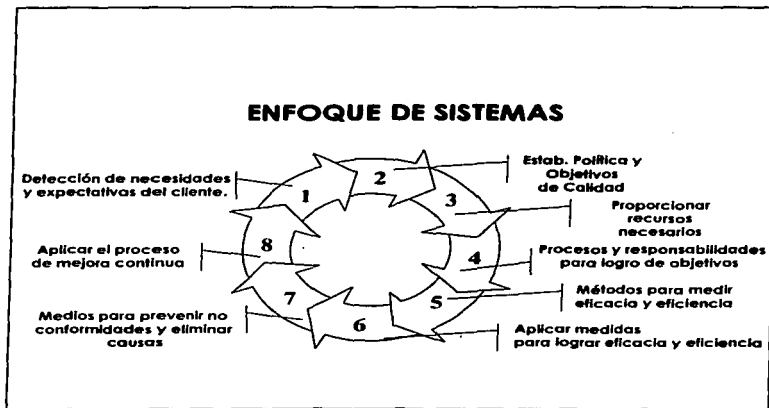 ENFOQUE DE SISTEMAS
Detección de necesidades
y expectativas del cliente.
1
2
Estab. Política y
Objetivos
de Calidad
3
Proporcionar
recursos
necesarios
4
Procesos y responsabilidades
para logro de objetivos
5
Métodos para medir
eficacia y eficiencia
6
Aplicar medidas
para lograr eficacia y eficiencia
7
Medios para prevenir no
conformidades y eliminar
causas
8
Aplicar el proceso
de mejora continua